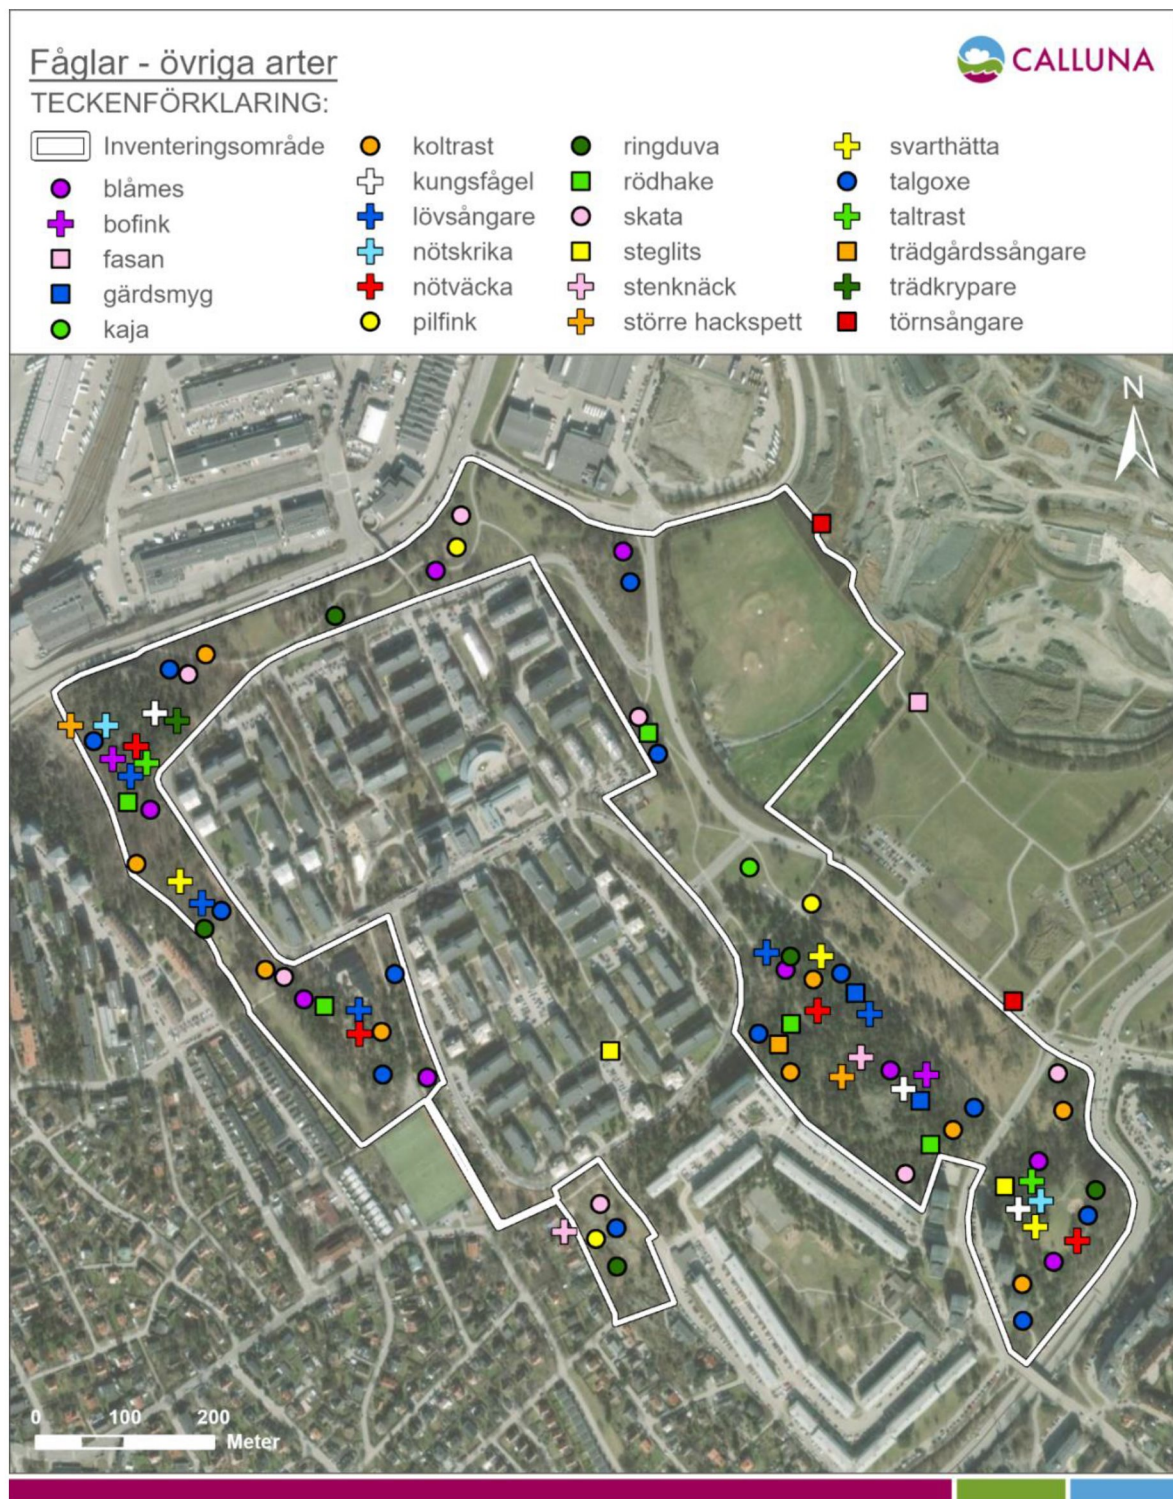 Fåglar - övriga arter
CALLUNA
TECKENFÖRKLARING:
Inventeringsområde
blåmes
bofink
fasan
gärdsmyg
kaja
koltrast
kungsfågel
lövsångare
nötskrika
nötväcka
pilfink
ringduva
rödhake
skata
steglits
stenknäck
större hackspett
svarthätta
talgoxe
taltrast
trädgårdssångare
trädkrypare
törnsångare
N
0 100 200
Meter